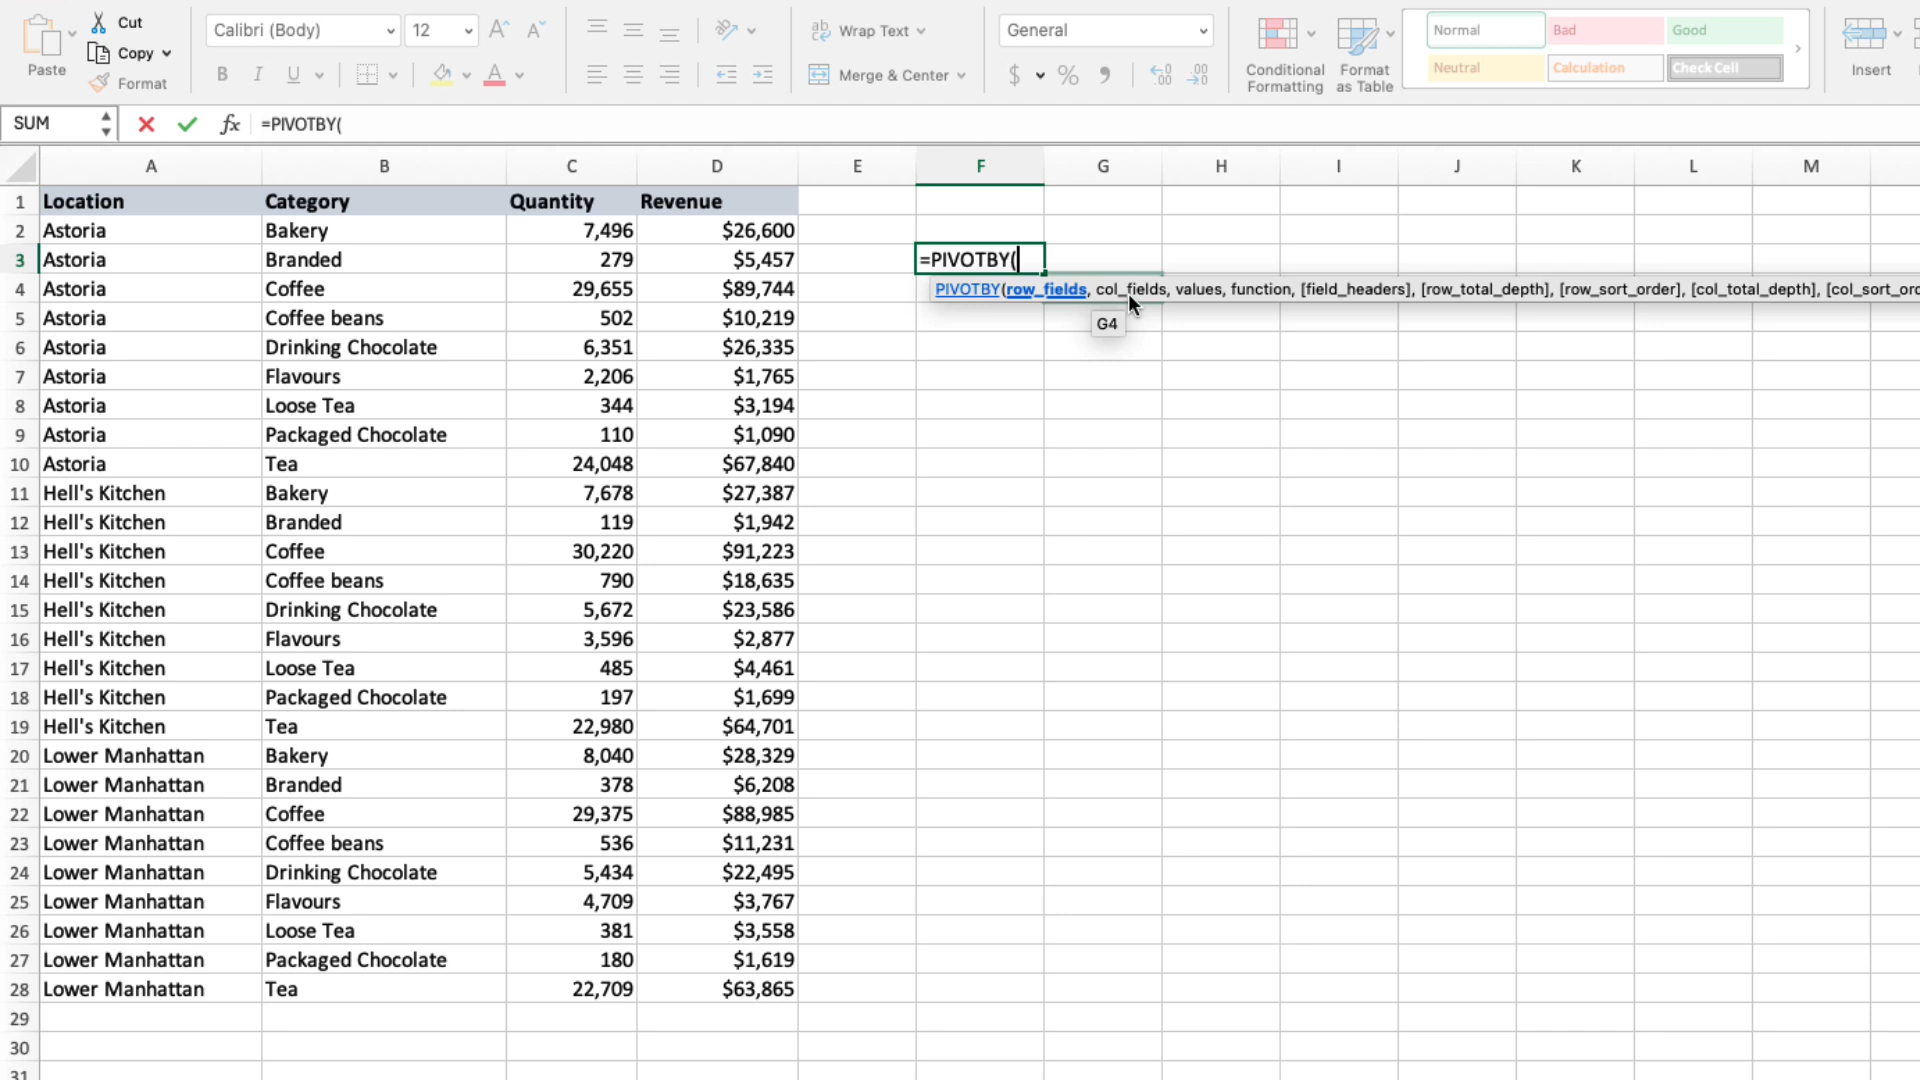 Cut
Copy
Format
Paste
Calibri (Body)
12
A
A
B I U
A
ab Wrap Text
Merge & Center
General
$ % 9
Conditional
Formatting
Format
as Table
Normal Bad Good
Neutral Calculation Check Cell
Insert
SUM
fx
=PIVOTBY(
A B C D E F G H I J K L M
1 Location Category Quantity Revenue
2 Astoria Bakery 7,496 $26,600
3 Astoria Branded 279 $5,457 =PIVOTBY(
4 Astoria Coffee 29,655 $89,744 PIVOTBY(row_fields, col_fields, values, function, [field_headers], [row_total_depth], [row_sort_order], [col_total_depth], [col_sort_ord
5 Astoria Coffee beans 502 $10,219 G4
6 Astoria Drinking Chocolate 6,351 $26,335
7 Astoria Flavours 2,206 $1,765
8 Astoria Loose Tea 344 $3,194
9 Astoria Packaged Chocolate 110 $1,090
10 Astoria Tea 24,048 $67,840
11 Hell's Kitchen Bakery 7,678 $27,387
12 Hell's Kitchen Branded 119 $1,942
13 Hell's Kitchen Coffee 30,220 $91,223
14 Hell's Kitchen Coffee beans 790 $18,635
15 Hell's Kitchen Drinking Chocolate 5,672 $23,586
16 Hell's Kitchen Flavours 3,596 $2,877
17 Hell's Kitchen Loose Tea 485 $4,461
18 Hell's Kitchen Packaged Chocolate 197 $1,699
19 Hell's Kitchen Tea 22,980 $64,701
20 Lower Manhattan Bakery 8,040 $28,329
21 Lower Manhattan Branded 378 $6,208
22 Lower Manhattan Coffee 29,375 $88,985
23 Lower Manhattan Coffee beans 536 $11,231
24 Lower Manhattan Drinking Chocolate 5,434 $22,495
25 Lower Manhattan Flavours 4,709 $3,767
26 Lower Manhattan Loose Tea 381 $3,558
27 Lower Manhattan Packaged Chocolate 180 $1,619
28 Lower Manhattan Tea 22,709 $63,865
29
30
31